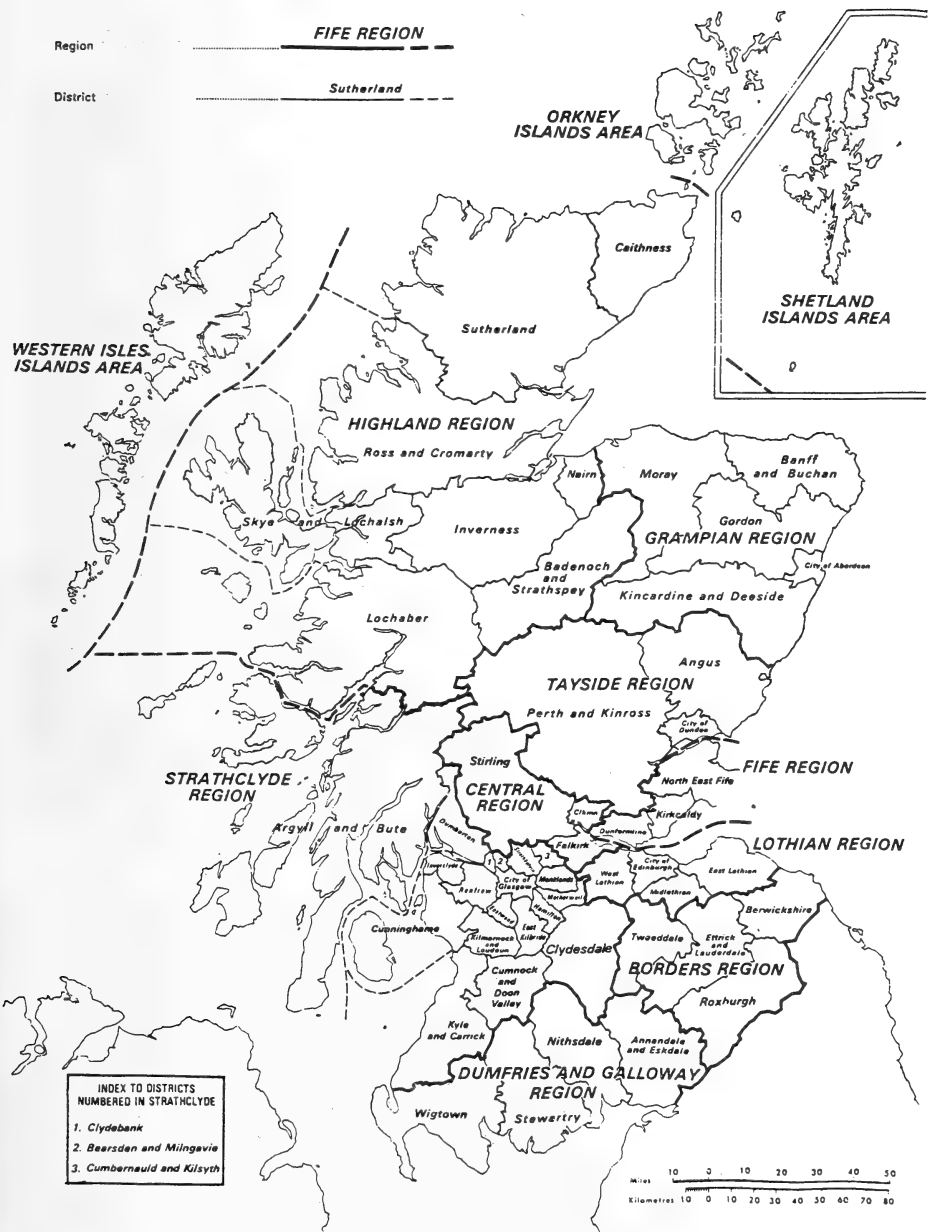 FIFE REGION
Region
Sutherland
District
ORKNEY
ISLANDS AREA
Caithness
SHETLAND
ISLANDS AREA
Sutherland
WESTERN ISLES
ISLANDS AREA
HIGHLAND REGION
Ross and Cromarty
Nairn
Moray
Banff
and Buchan
Skye and Lochalsh
Inverness
Gordon
GRAMPIAN REGION
City of Aberdeen
Badenoch
and
Strathspey
Kincardine and Deeside
Lochaber
Angus
TAYSIDE REGION
Perth and Kinross
City of
Dundee
Stirling
CENTRAL
REGION
FIFE REGION
North East Fife
STRATHCLYDE
REGION
Argyll and Bute
Clkmn
Kirkcaldy
Dunfermline
Falkirk
LOTHIAN REGION
Dumbarton
Inverclyde
1
2
3
Monklands
City of
Glasgow
Renfrew
Motherwell
West
Lothian
City of
Edinburgh
East Lothian
Midlothian
Eastwood
Hamilton
East
Kilbride
Berwickshire
Cunninghame
Kilmarnock
and
Loudoun
Clydesdale
Tweeddale
Ettrick
and
Lauderdale
BORDERS REGION
Roxhurgh
Cumnock
and
Doon
Valley
Kyle
and Carrick
Nithsdale
Annandale
and Eskdale
DUMFRIES AND GALLOWAY
REGION
Wigtown
Stewartry
INDEX TO DISTRICTS
NUMBERED IN STRATHCLYDE
1. Clydebank
2. Bearsden and Milngavie
3. Cumbernauld and Kilsyth
Miles 10 0 10 20 30 40 50
Kilometres 10 0 10 20 30 40 50 60 70 80